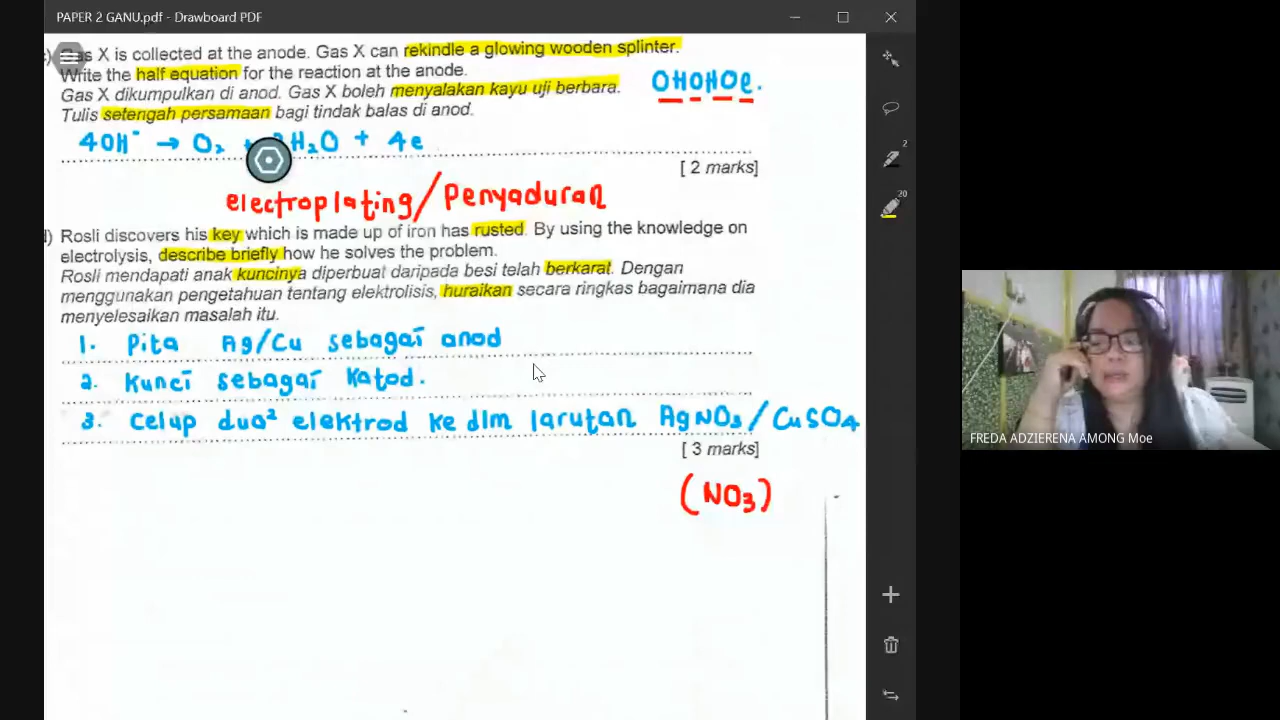 PAPER 2 GANU.pdf - Drawboard PDF
Gas X is collected at the anode. Gas X can rekindle a glowing wooden splinter.
Write the half equation for the reaction at the anode.
Gas X dikumpulkan di anod. Gas X boleh menyalakan kayu uji berbara.
Tulis setengah persamaan bagi tindak balas di anod.
OHOHOe.
4OH⁻ → O₂ + H₂O + 4e
[ 2 marks]
electroplating/Penyaduran
) Rosli discovers his key which is made up of iron has rusted. By using the knowledge on
electrolysis, describe briefly how he solves the problem.
Rosli mendapati anak kuncinya diperbuat daripada besi telah berkarat. Dengan
menggunakan pengetahuan tentang elektrolisis, huraikan secara ringkas bagaimana dia
menyelesaikan masalah itu.
1. Pita Ag/Cu sebagai anod
2. Kunci sebagai Katod.
3. Celup dua² elektrod ke dlm larutan AgNO₃/CuSO₄
[ 3 marks]
(NO₃)
2
20
FREDA ADZIERENA AMONG Moe